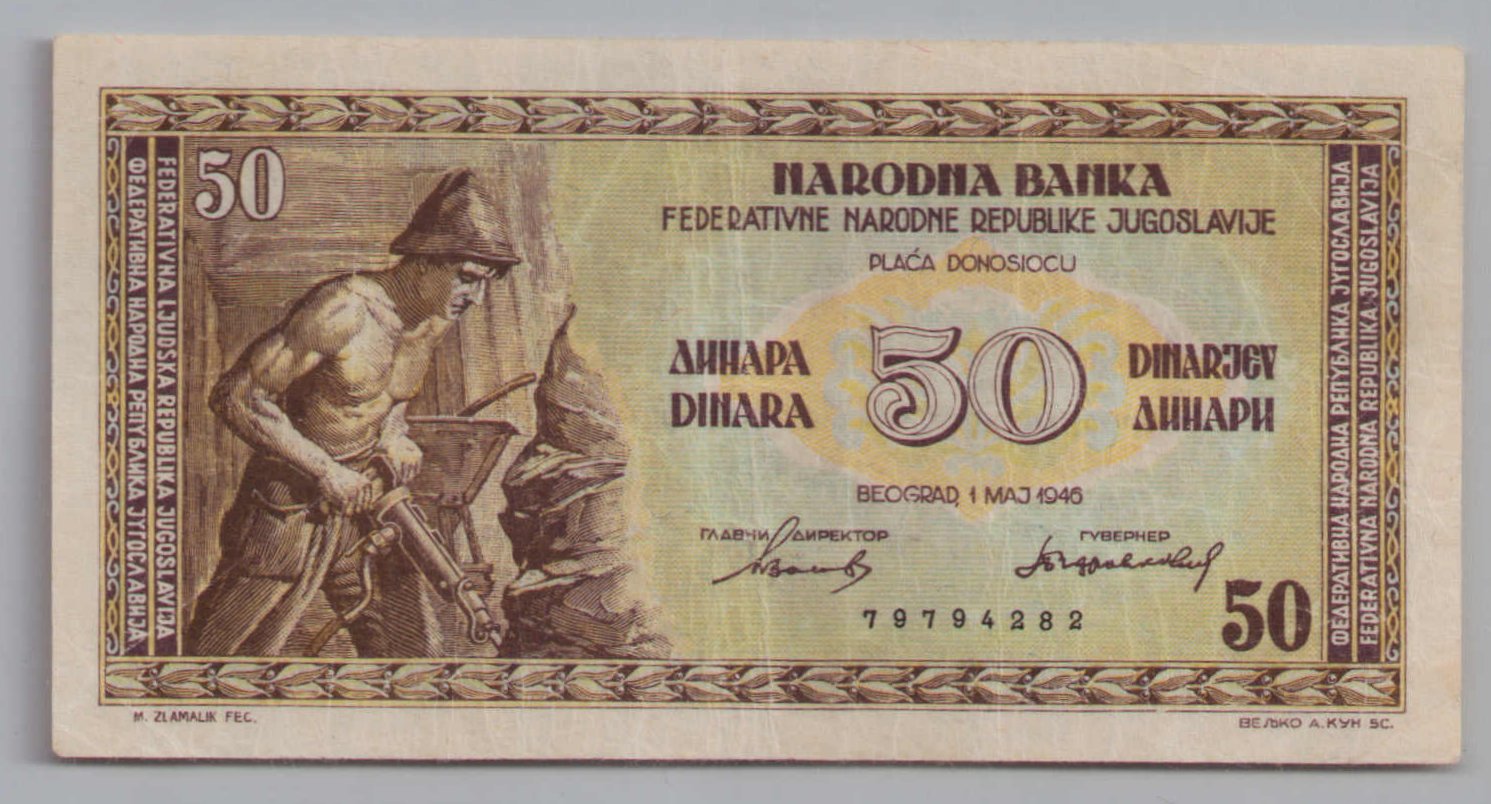 ФЕДЕРАТИВНА НАРОДНА РЕПУБЛИКА ЈУГОСЛАВИЈА
FEDERATIVNA LJUDSKA REPUBLIKA JUGOSLAVIJA
50
NARODNA BANKA
FEDERATIVNE NARODNE REPUBLIKE JUGOSLAVIJE
PLAĆA DONOSIOCU
ДИНАРА
DINARA
50
DINARJEV
ДИНАРИ
BEOGRAD, 1 MAJ 1946
ГЛАВНИ ДИРЕКТОР
ГУВЕРНЕР
79794282
50
ФЕДЕРАТИВНА НАРОДНА РЕПУБЛИКА ЈУГОСЛАВИЈА
FEDERATIVNA NARODNA REPUBLIKA JUGOSLAVIJA
M. ZLAMALIK FEC.
ВЕЉКО А. КУН SC.